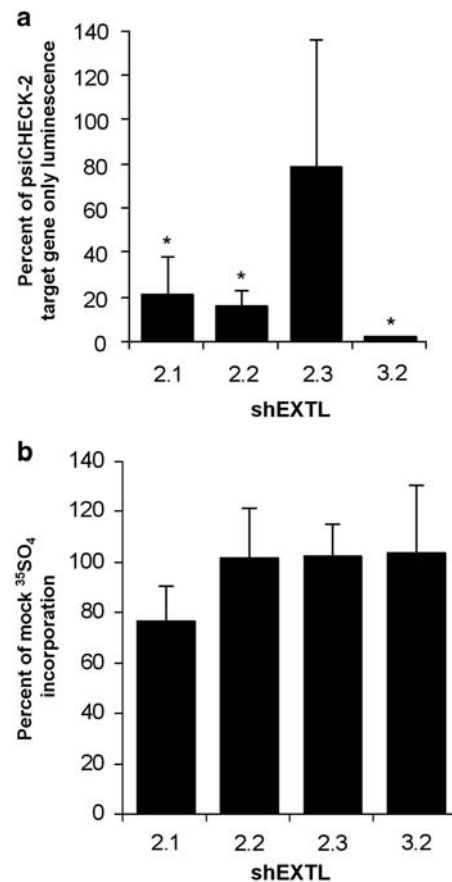 a
Percent of psiCHECK-2
target gene only luminescence
140
120
100
80
60
40
20
0
*
*
*
2.1 2.2 2.3 3.2
shEXTL
b
Percent of mock ³⁵SO₄
incorporation
140
120
100
80
60
40
20
0
2.1 2.2 2.3 3.2
shEXTL